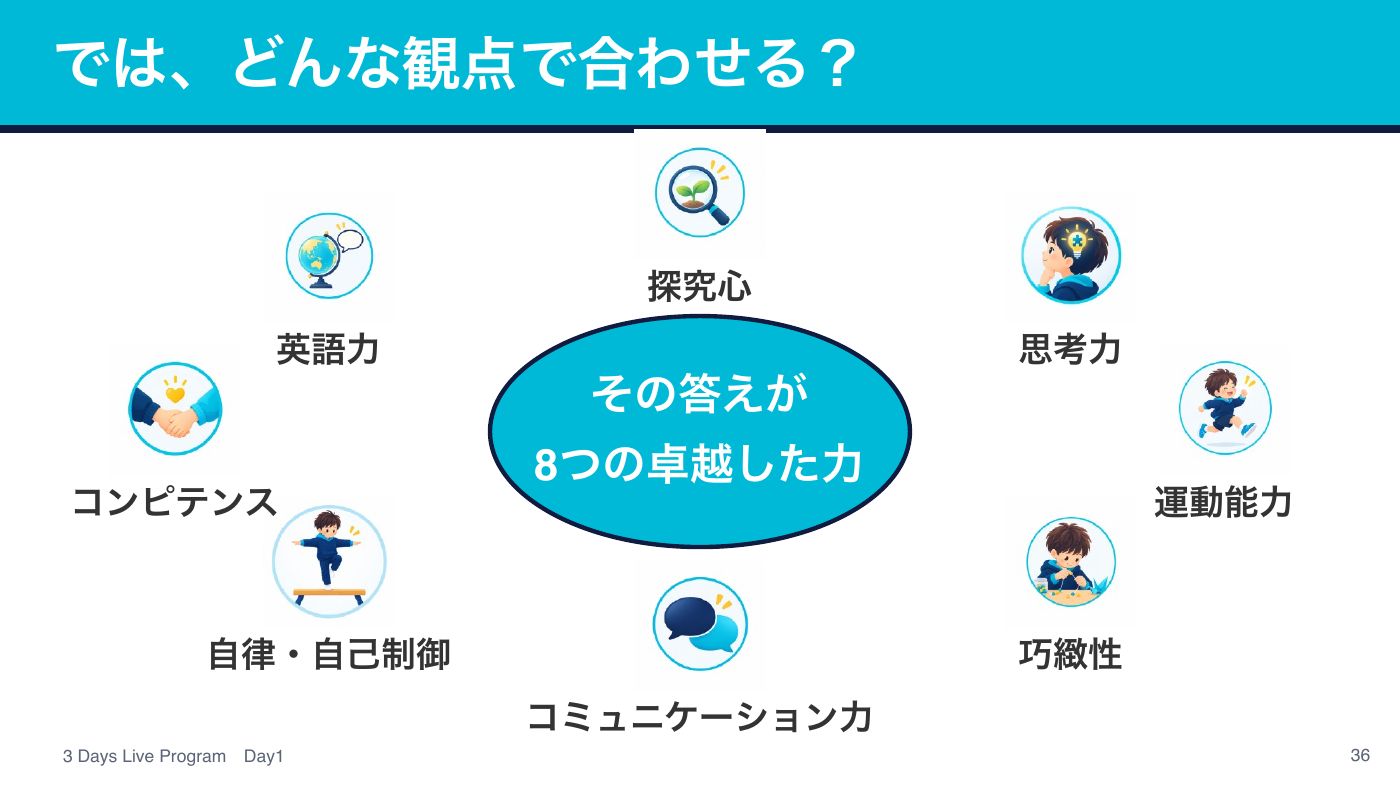 では、どんな観点で合わせる？
探究心
英語力
思考力
その答えが
8つの卓越した力
コンピテンス
運動能力
自律・自己制御
巧緻性
コミュニケーション力
3 Days Live Program　Day1
36